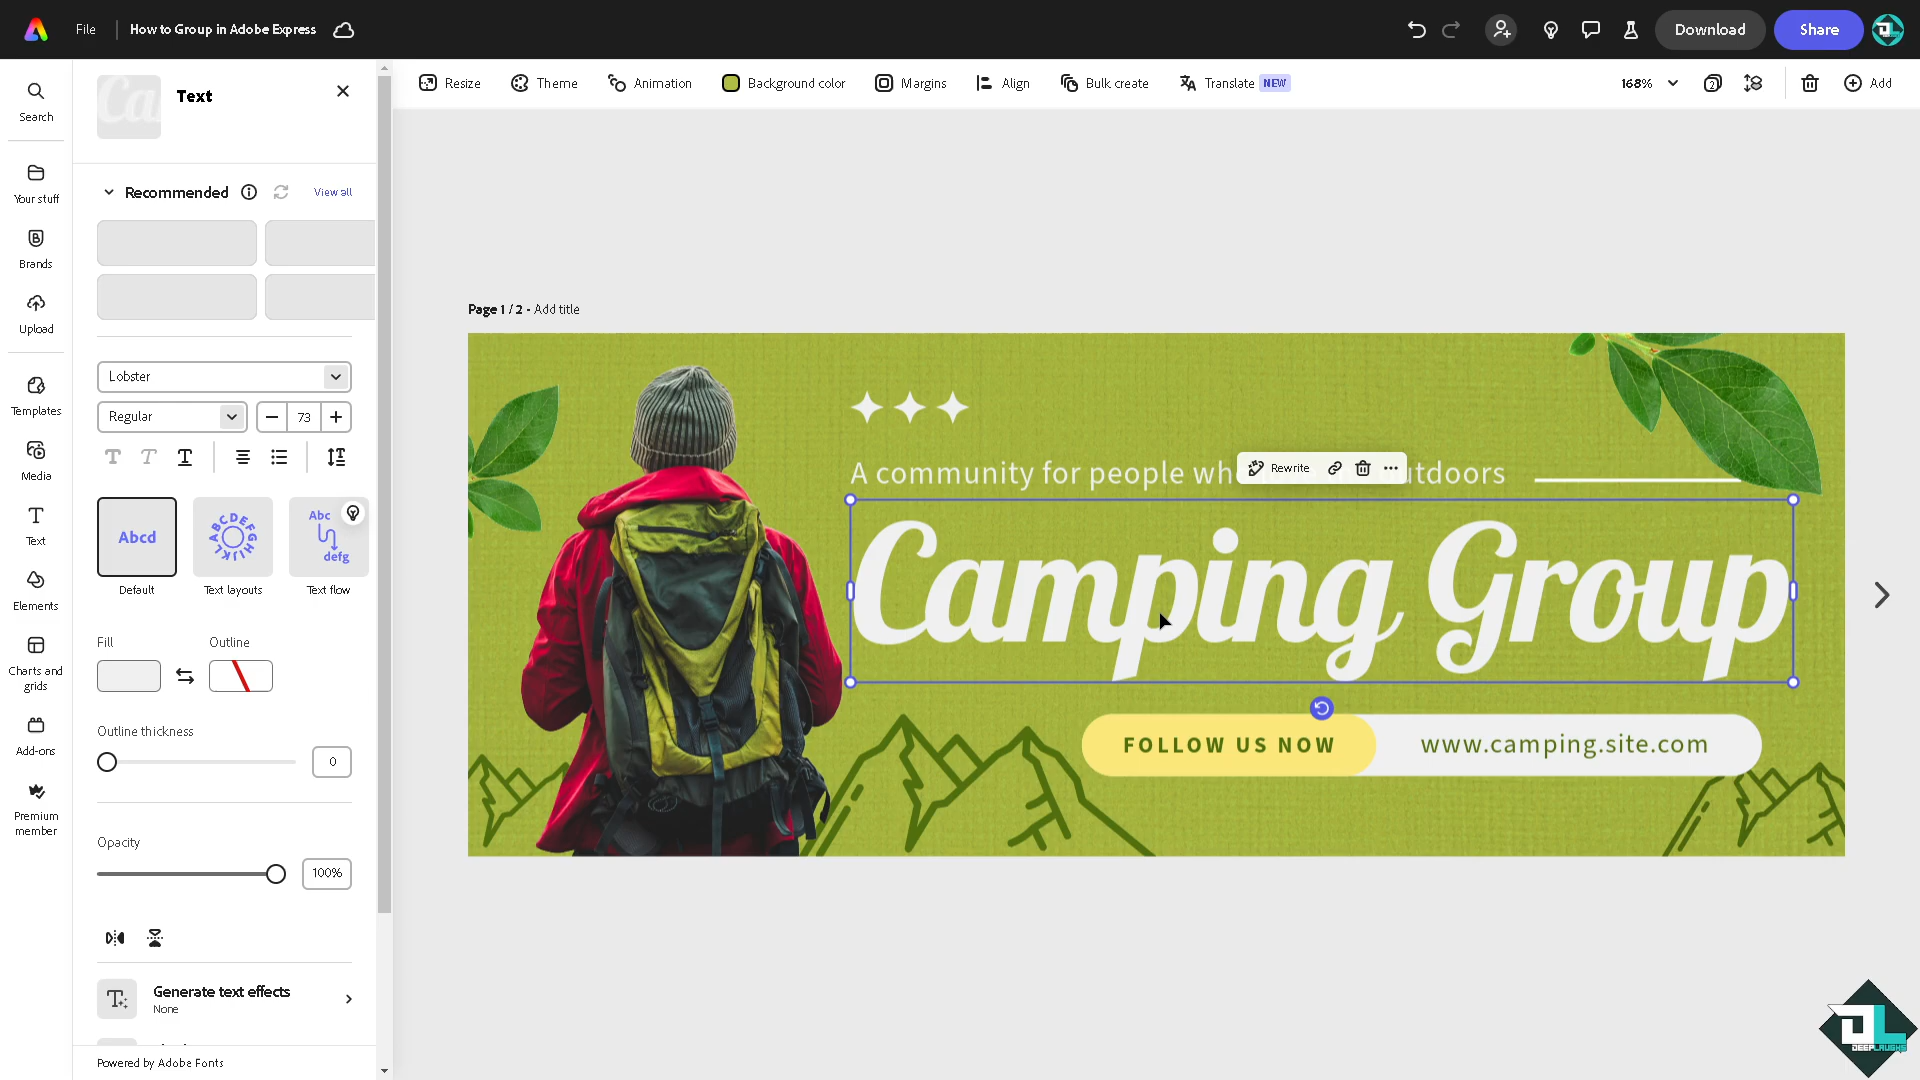 File
How to Group in Adobe Express
Download
Share
Resize
Theme
Animation
Background color
Margins
Align
Bulk create
Translate NEW
168%
2
Add
Search
Your stuff
Brands
Upload
Templates
Media
Text
Elements
Charts and
grids
Add-ons
Premium
member
Text
Recommended
View all
Lobster
Regular
73
Abcd
Default
ABCDEFGHIJKL
Text layouts
Abc
defg
Text flow
Fill
Outline
Outline thickness
0
Opacity
100%
Generate text effects
None
Powered by Adobe Fonts
Page 1 / 2 - Add title
A community for people wh
utdoors
Rewrite
Camping Group
FOLLOW US NOW
www.camping.site.com
DEEPLAUGHS